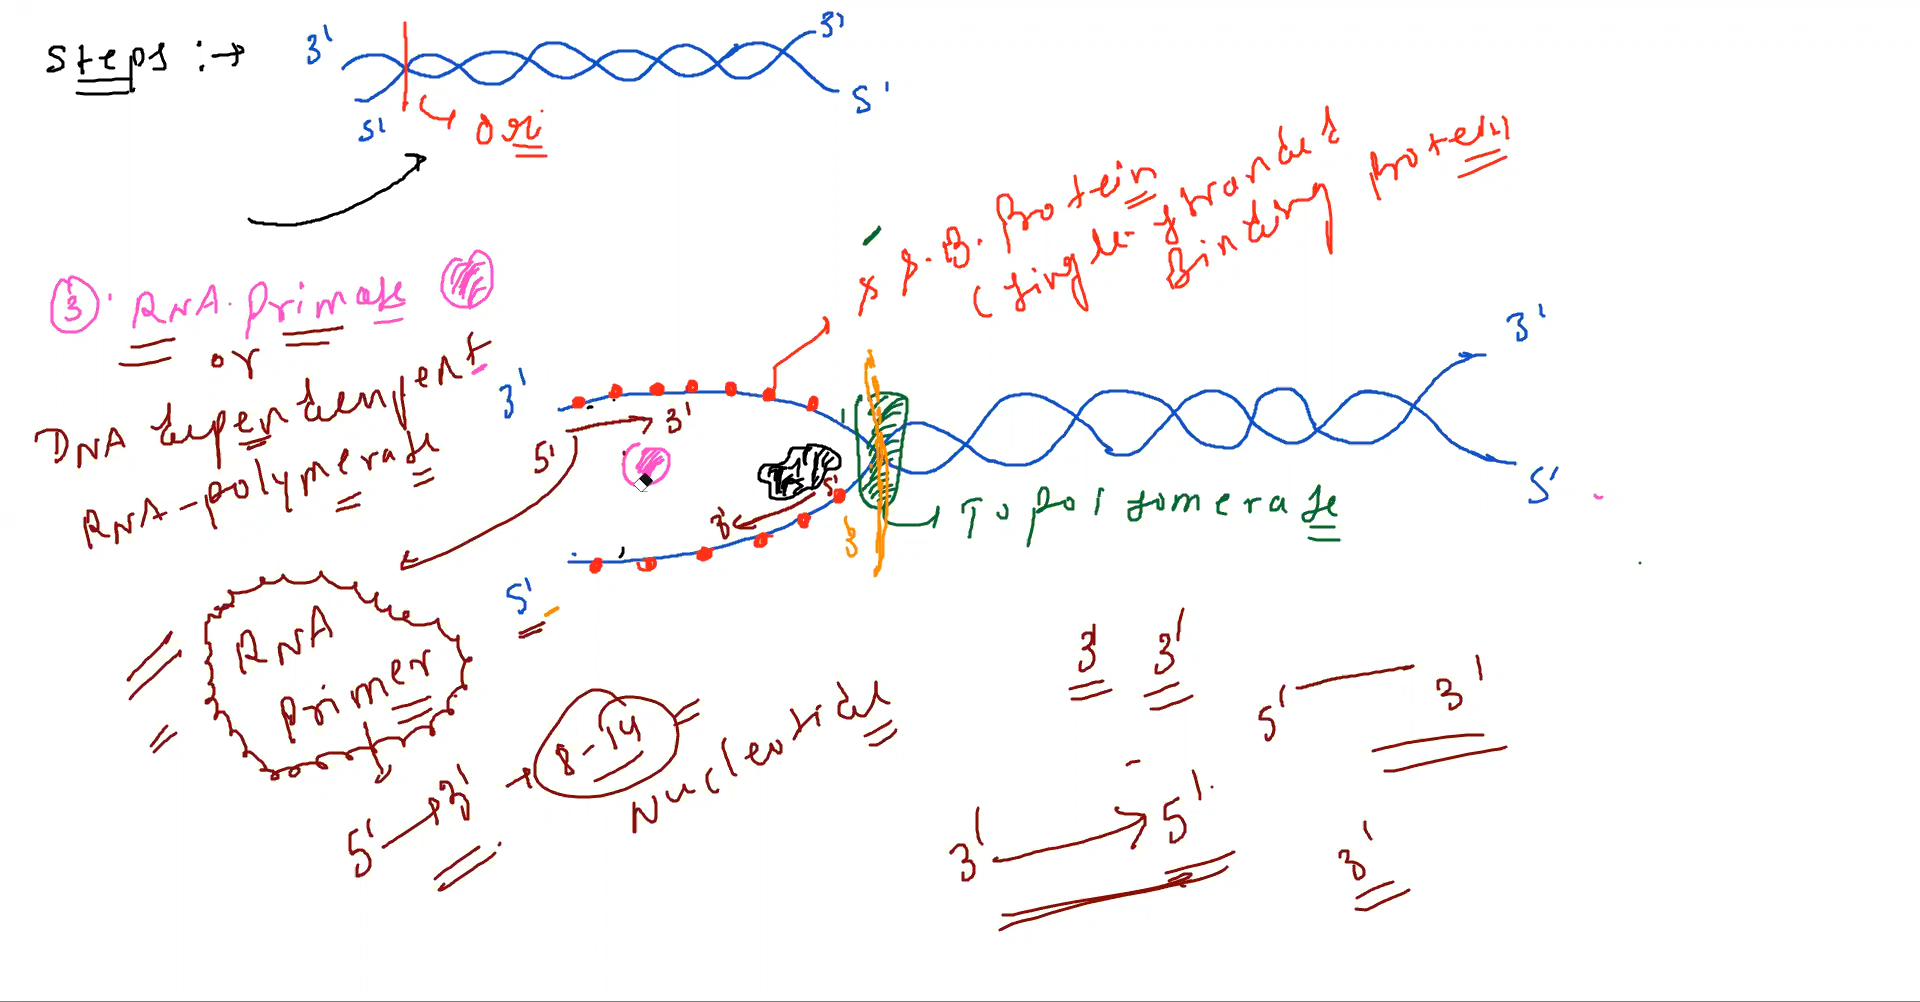 Steps :→
3'
3'
5'
5'
ori
S.S.B. Protein
(Single-stranded
Binding protein
③ RNA Primase
or
DNA dependengent
RNA-polymerase
3'
5'
3'
5'
3'
5'
3'
3'
5'
Topoisomerase
RNA
primer
5' → 3' → 8-14
Nucleotide
3' 3'
5' — 3'
3' → 5'
3'